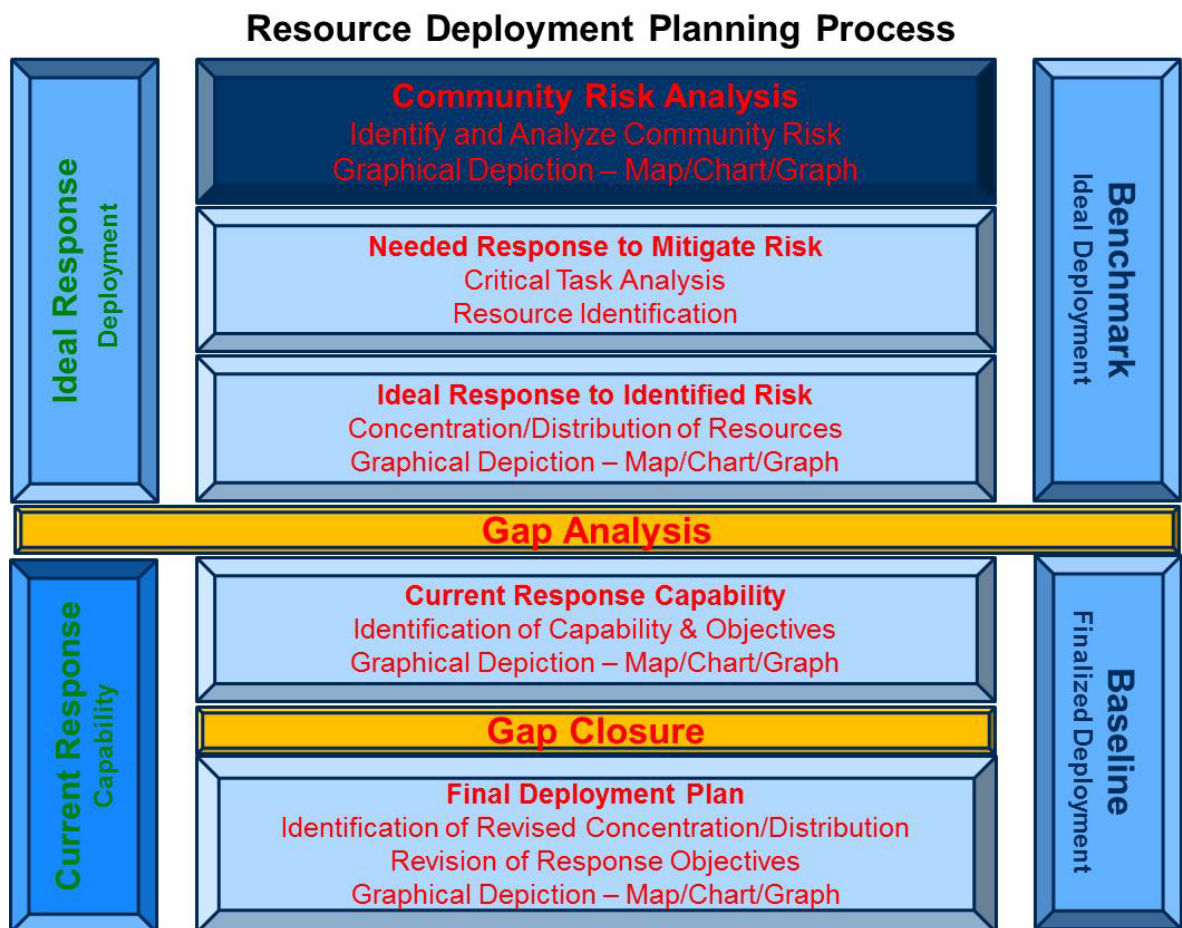 Resource Deployment Planning Process
Ideal Response
Deployment
Community Risk Analysis
Identify and Analyze Community Risk
Graphical Depiction – Map/Chart/Graph
Needed Response to Mitigate Risk
Critical Task Analysis
Resource Identification
Ideal Response to Identified Risk
Concentration/Distribution of Resources
Graphical Depiction – Map/Chart/Graph
Benchmark
Ideal Deployment
Gap Analysis
Current Response
Capability
Current Response Capability
Identification of Capability & Objectives
Graphical Depiction – Map/Chart/Graph
Gap Closure
Final Deployment Plan
Identification of Revised Concentration/Distribution
Revision of Response Objectives
Graphical Depiction – Map/Chart/Graph
Baseline
Finalized Deployment